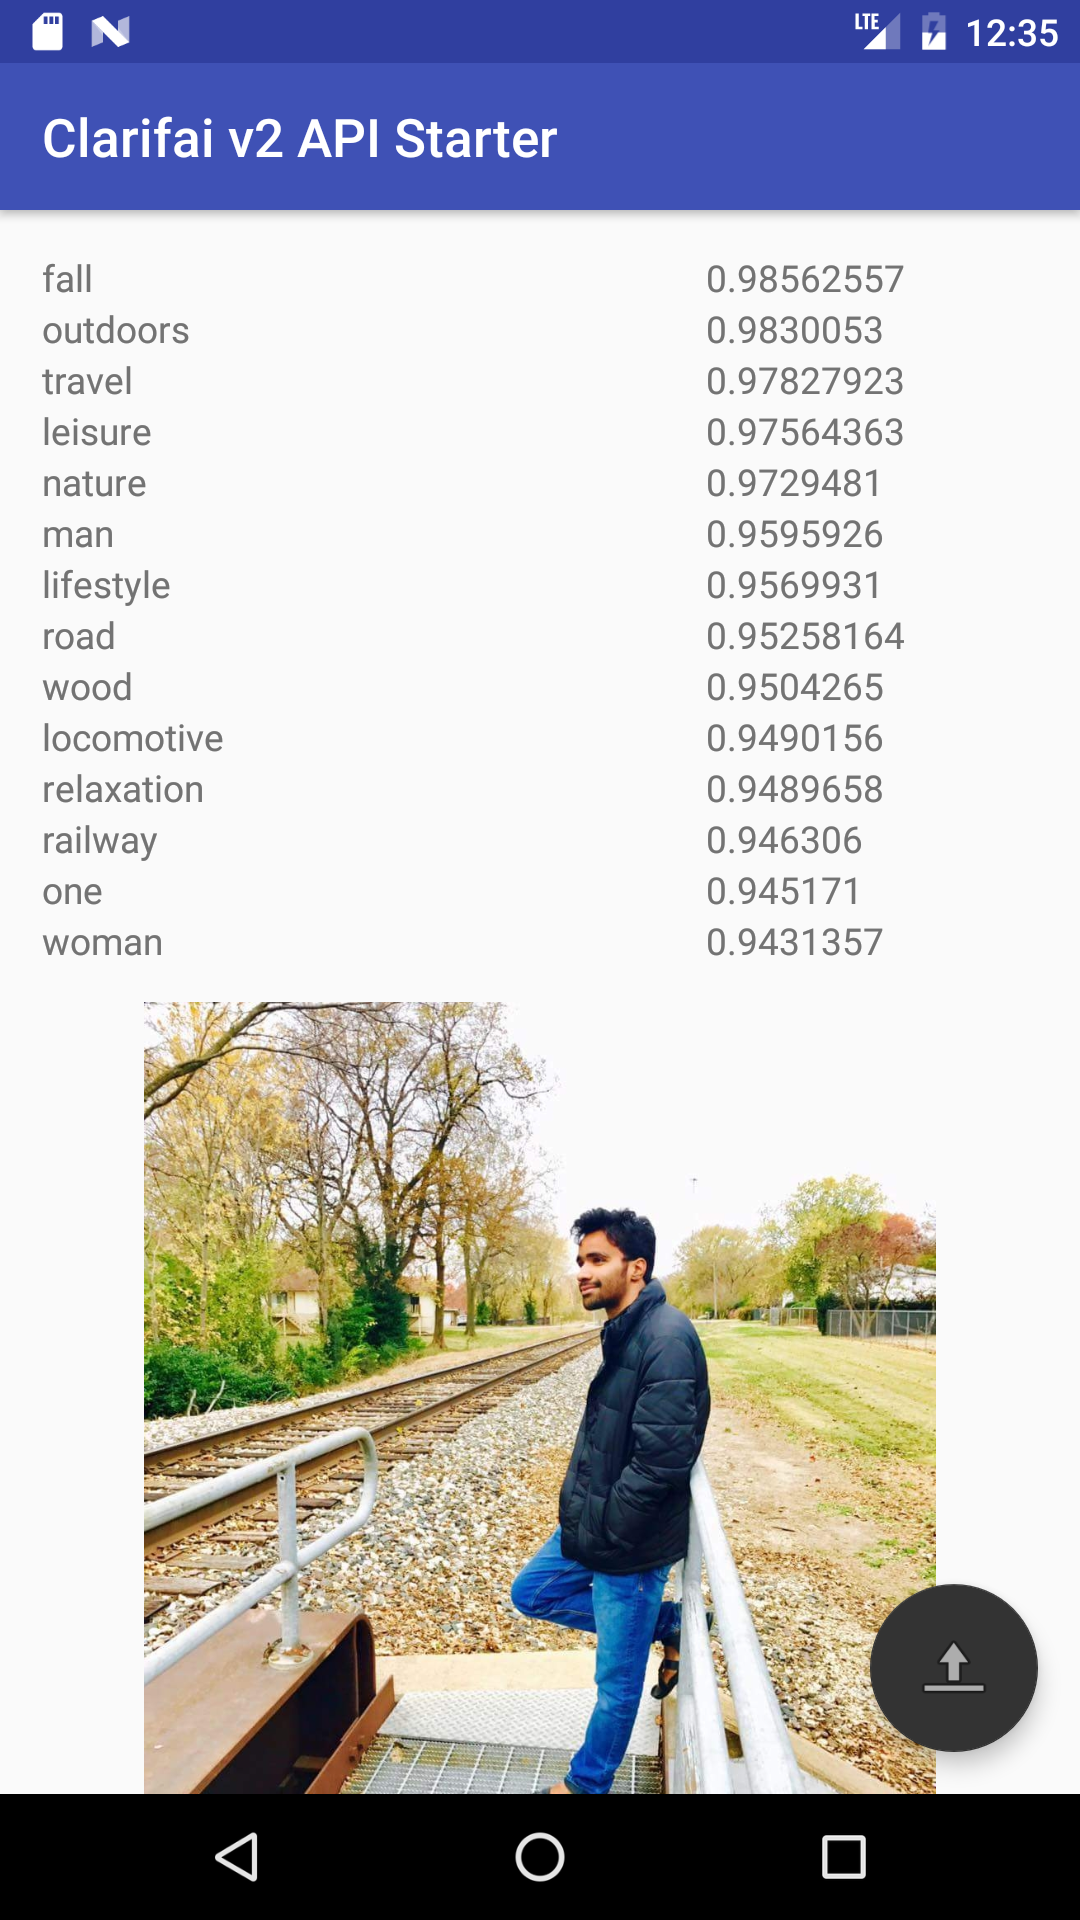 LTE 12:35
Clarifai v2 API Starter
fall 0.98562557
outdoors 0.9830053
travel 0.97827923
leisure 0.97564363
nature 0.9729481
man 0.9595926
lifestyle 0.9569931
road 0.95258164
wood 0.9504265
locomotive 0.9490156
relaxation 0.9489658
railway 0.946306
one 0.945171
woman 0.9431357